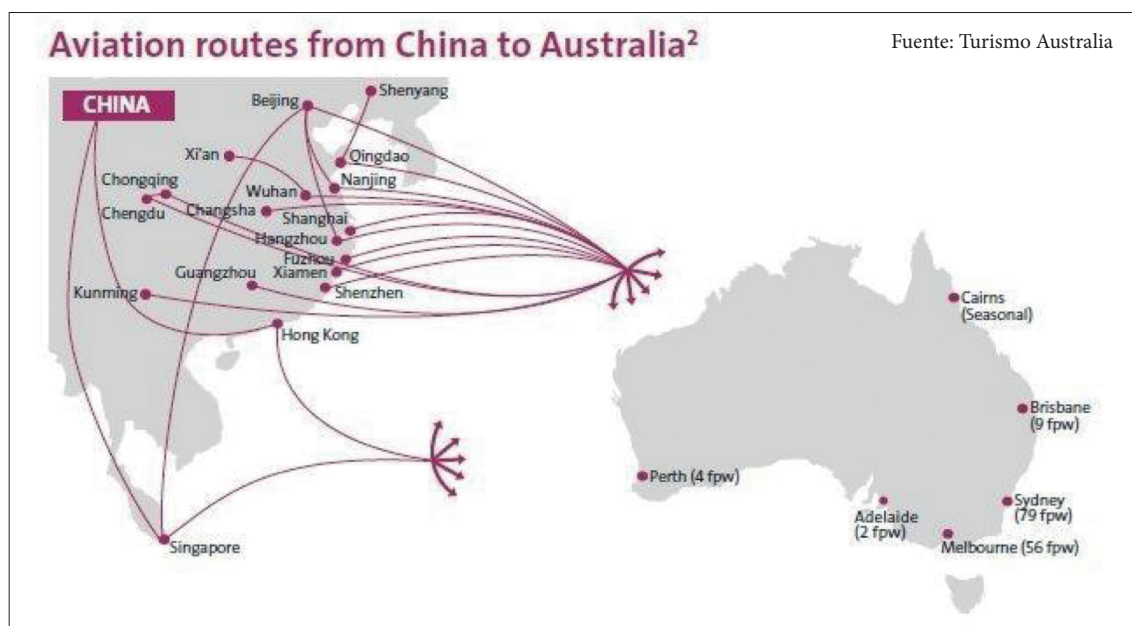 Aviation routes from China to Australia²
Fuente: Turismo Australia
CHINA
Beijing
Shenyang
Xi'an
Qingdao
Chongqing
Wuhan
Nanjing
Chengdu
Changsha
Shanghai
Hangzhou
Fuzhou
Guangzhou
Xiamen
Kunming
Shenzhen
Hong Kong
Singapore
Cairns
(Seasonal)
Brisbane
(9 fpw)
Perth (4 fpw)
Adelaide
(2 fpw)
Sydney
(79 fpw)
Melbourne (56 fpw)